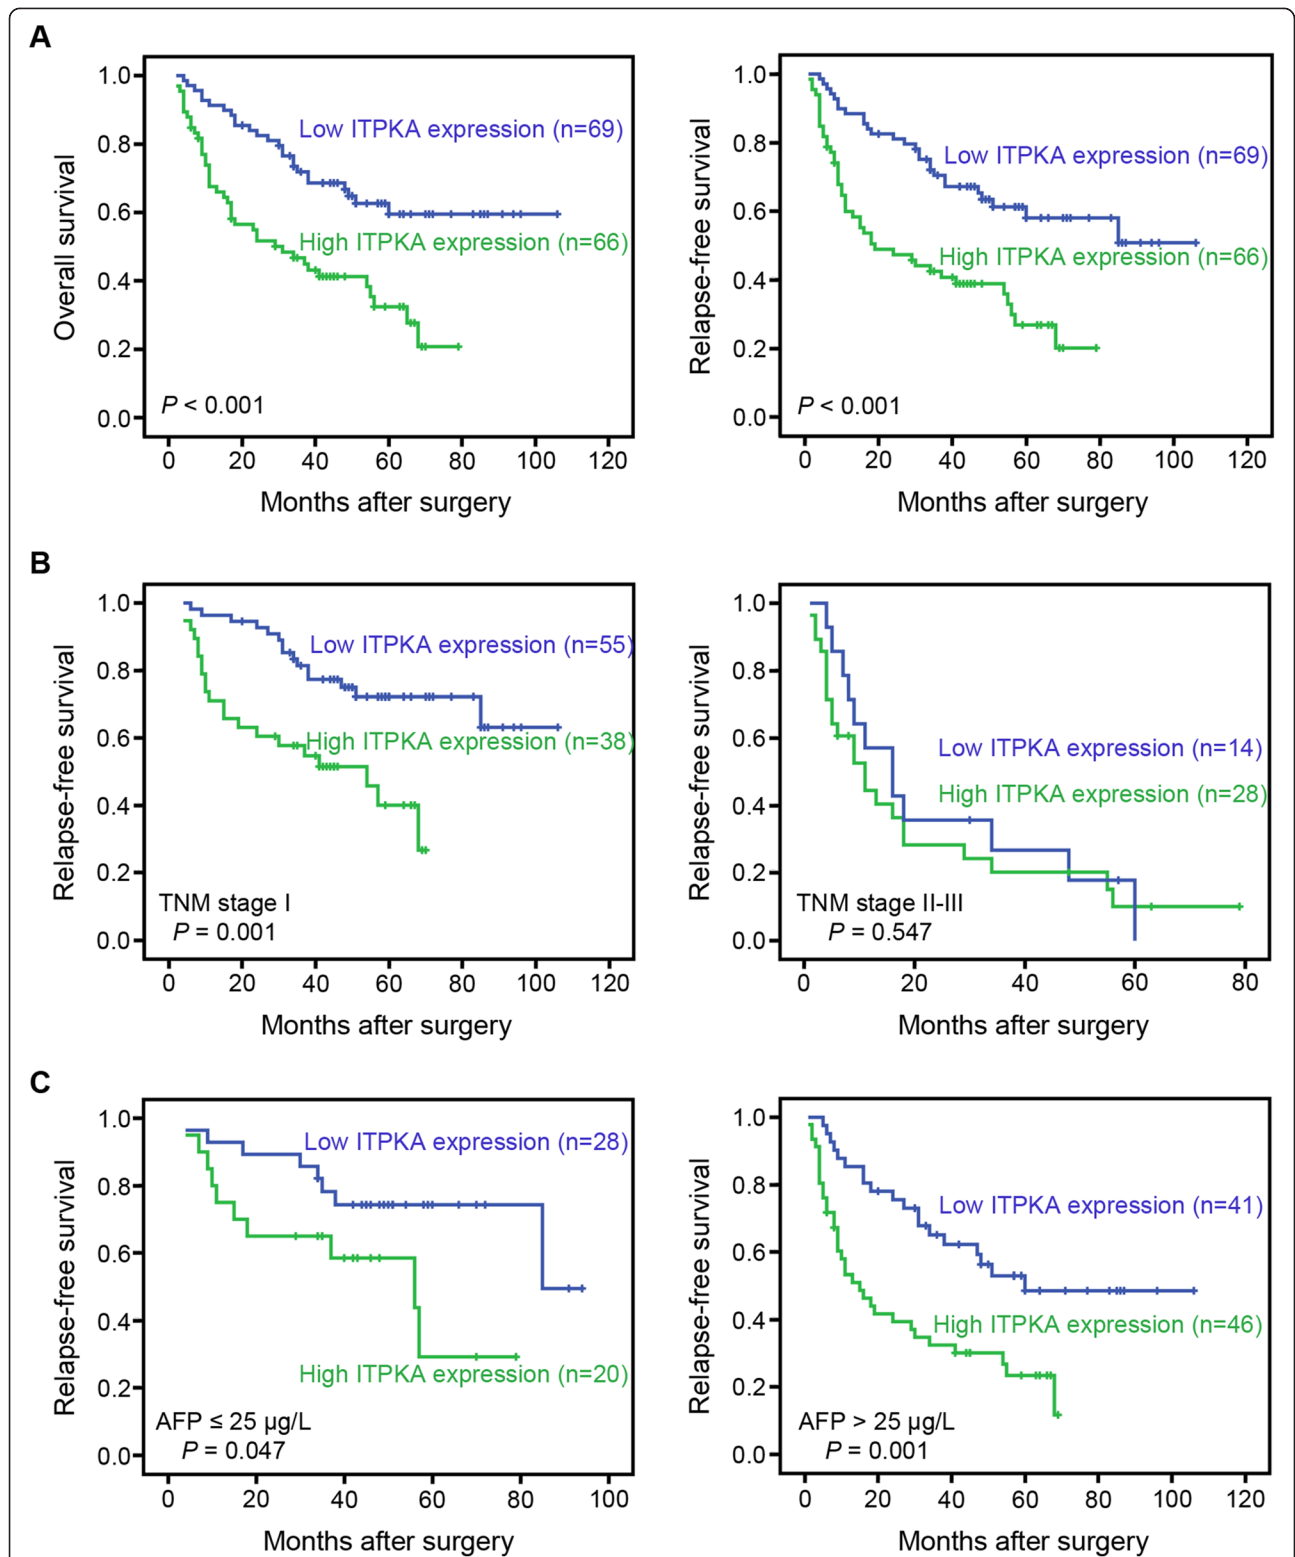 A
Overall survival
1.0
0.8
0.6
0.4
0.2
0.0
Low ITPKA expression (n=69)
High ITPKA expression (n=66)
P < 0.001
0 20 40 60 80 100 120
Months after surgery
Relapse-free survival
1.0
0.8
0.6
0.4
0.2
0.0
Low ITPKA expression (n=69)
High ITPKA expression (n=66)
P < 0.001
0 20 40 60 80 100 120
Months after surgery
B
Relapse-free survival
1.0
0.8
0.6
0.4
0.2
0.0
Low ITPKA expression (n=55)
High ITPKA expression (n=38)
TNM stage I
P = 0.001
0 20 40 60 80 100 120
Months after surgery
Relapse-free survival
1.0
0.8
0.6
0.4
0.2
0.0
Low ITPKA expression (n=14)
High ITPKA expression (n=28)
TNM stage II-III
P = 0.547
0 20 40 60 80
Months after surgery
C
Relapse-free survival
1.0
0.8
0.6
0.4
0.2
0.0
Low ITPKA expression (n=28)
High ITPKA expression (n=20)
AFP ≤ 25 µg/L
P = 0.047
0 20 40 60 80 100
Months after surgery
Relapse-free survival
1.0
0.8
0.6
0.4
0.2
0.0
Low ITPKA expression (n=41)
High ITPKA expression (n=46)
AFP > 25 µg/L
P = 0.001
0 20 40 60 80 100 120
Months after surgery